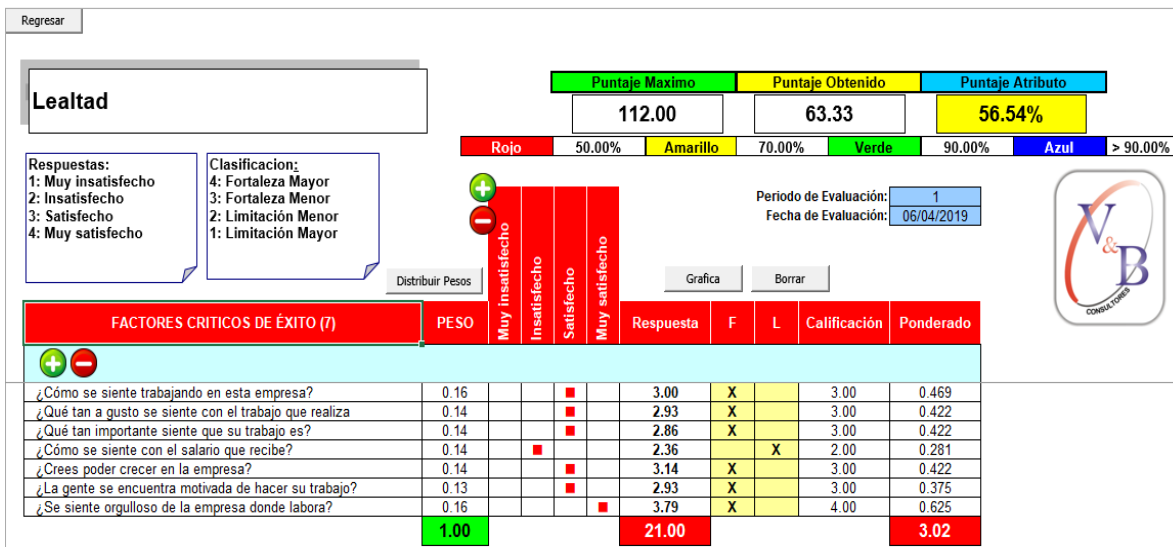 Regresar
Lealtad
Puntaje Maximo Puntaje Obtenido Puntaje Atributo
112.00 63.33 56.54%
Rojo 50.00% Amarillo 70.00% Verde 90.00% Azul > 90.00%
Respuestas:
1: Muy insatisfecho
2: Insatisfecho
3: Satisfecho
4: Muy satisfecho
Clasificacion:
4: Fortaleza Mayor
3: Fortaleza Menor
2: Limitación Menor
1: Limitación Mayor
Periodo de Evaluación: 1
Fecha de Evaluación: 06/04/2019
V&B
CONSULTORES
Distribuir Pesos
Grafica
Borrar
FACTORES CRITICOS DE ÉXITO (7) PESO Muy insatisfecho Insatisfecho Satisfecho Muy satisfecho Respuesta F L Calificación Ponderado
¿Cómo se siente trabajando en esta empresa? 0.16 3.00 X 3.00 0.469
¿Qué tan a gusto se siente con el trabajo que realiza 0.14 2.93 X 3.00 0.422
¿Qué tan importante siente que su trabajo es? 0.14 2.86 X 3.00 0.422
¿Cómo se siente con el salario que recibe? 0.14 2.36 X 2.00 0.281
¿Crees poder crecer en la empresa? 0.14 3.14 X 3.00 0.422
¿La gente se encuentra motivada de hacer su trabajo? 0.13 2.93 X 3.00 0.375
¿Se siente orgulloso de la empresa donde labora? 0.16 3.79 X 4.00 0.625
1.00 21.00 3.02